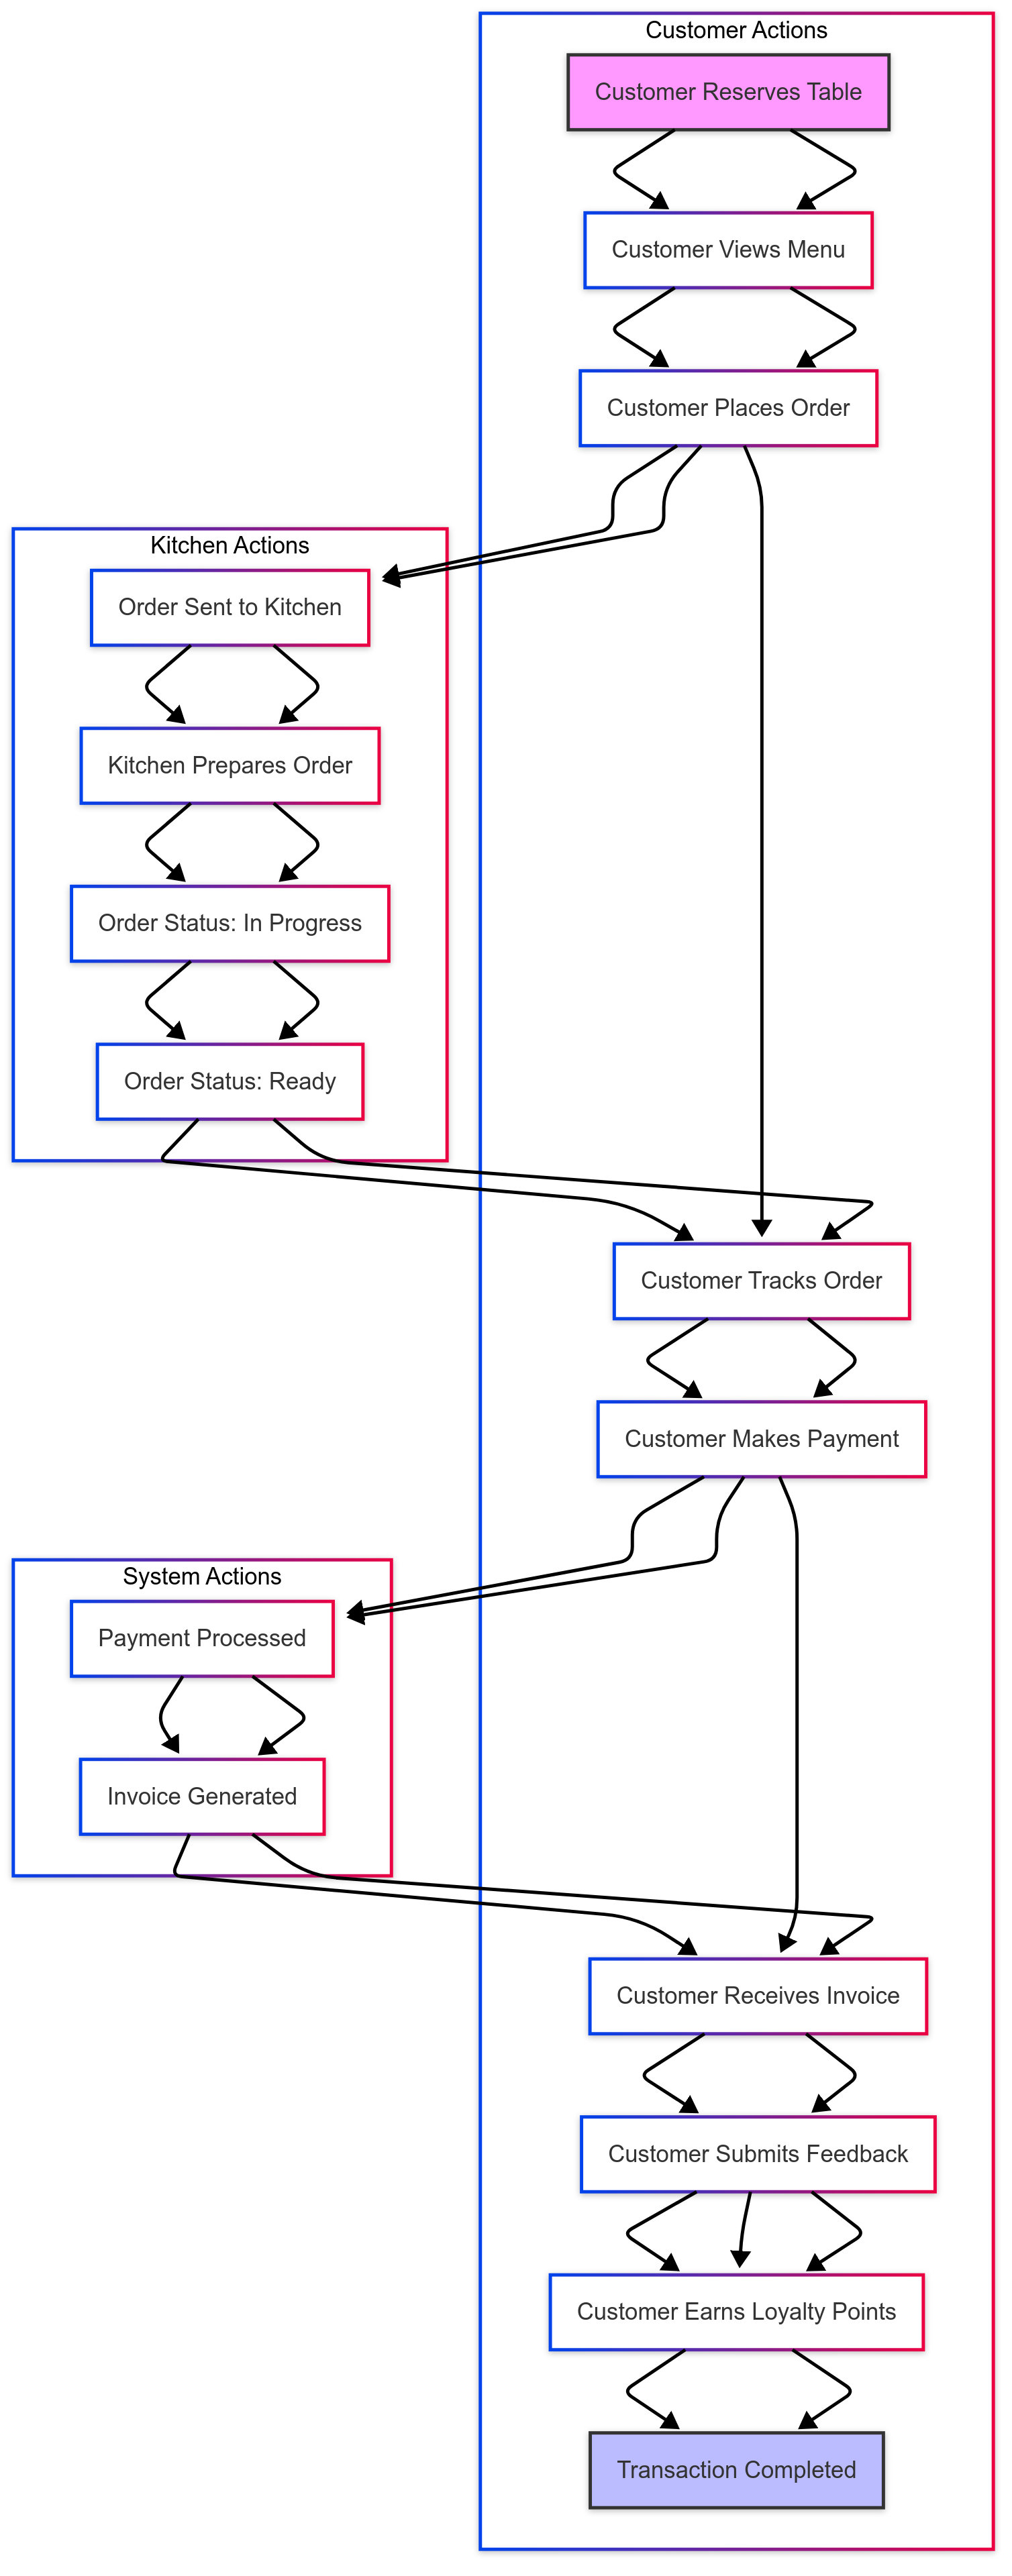 Customer Actions
Customer Reserves Table
Customer Views Menu
Customer Places Order
Kitchen Actions
Order Sent to Kitchen
Kitchen Prepares Order
Order Status: In Progress
Order Status: Ready
Customer Tracks Order
Customer Makes Payment
System Actions
Payment Processed
Invoice Generated
Customer Receives Invoice
Customer Submits Feedback
Customer Earns Loyalty Points
Transaction Completed